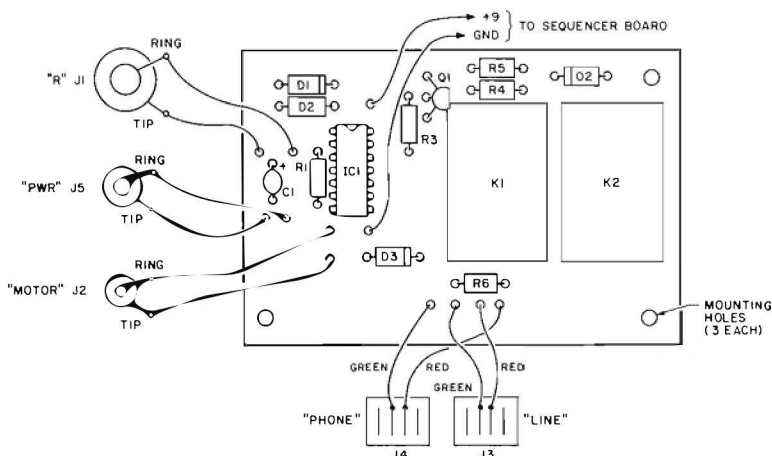 +9
GND
TO SEQUENCER BOARD
RING
"R" J1
TIP
D1
D2
R5
R4
Q1
D2
R3
RING
"PWR" J5
TIP
+
C1
R1
IC1
K1
K2
RING
"MOTOR" J2
TIP
D3
R6
MOUNTING
HOLES
(3 EACH)
GREEN
RED
RED
GREEN
"PHONE"
"LINE"
J4
J3